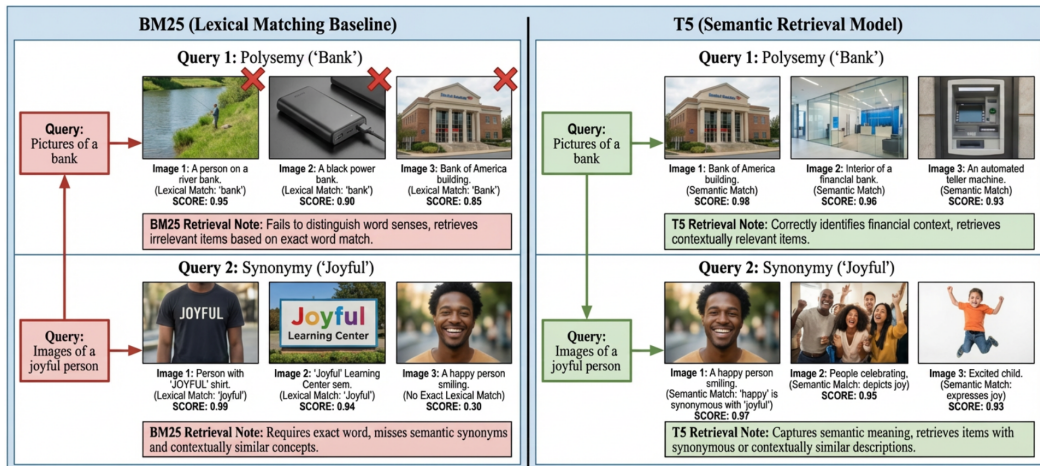 BM25 (Lexical Matching Baseline)
Query 1: Polysemy (‘Bank’)
Query:
Pictures of a
bank
Image 1: A person on a
river bank.
(Lexical Match: 'bank')
SCORE: 0.95
Image 2: A black power
bank.
(Lexical Match: 'bank')
SCORE: 0.90
Image 3: Bank of America
building.
(Lexical Match: 'Bank')
SCORE: 0.85
BM25 Retrieval Note: Fails to distinguish word senses, retrieves
irrelevant items based on exact word match.
Query 2: Synonymy (‘Joyful’)
Query:
Images of a
joyful person
JOYFUL
Joyful
Learning Center
Image 1: Person with
'JOYFUL' shirt.
(Lexical Match: 'joyful')
SCORE: 0.99
Image 2: 'Joyful' Learning
Center sem.
(Lexical Match: 'Joyful')
SCORE: 0.94
Image 3: A happy person
smiling.
(No Exact Lexical Match)
SCORE: 0.30
BM25 Retrieval Note: Requires exact word, misses semantic synonyms
and contextually similar concepts.
T5 (Semantic Retrieval Model)
Query 1: Polysemy (‘Bank’)
Query:
Pictures of a
bank
Image 1: Bank of America
building.
(Semantic Match)
SCORE: 0.98
Image 2: Interior of a
financial bank.
(Semantic Match)
SCORE: 0.96
Image 3: An automated
teller machine.
(Semantic Match)
SCORE: 0.93
T5 Retrieval Note: Correctly identifies financial context, retrieves
contextually relevant items.
Query 2: Synonymy (‘Joyful’)
Query:
Images of a
joyful person
Image 1: A happy person
smiling.
(Semantic Match: 'happy' is
synonymous with 'joyful')
SCORE: 0.97
Image 2: People celebrating,
(Semantic Match: depicts joy)
SCORE: 0.95
Image 3: Excited child.
(Semantic Match:
expresses joy)
SCORE: 0.93
T5 Retrieval Note: Captures semantic meaning, retrieves items with
synonymous or contextually similar descriptions.